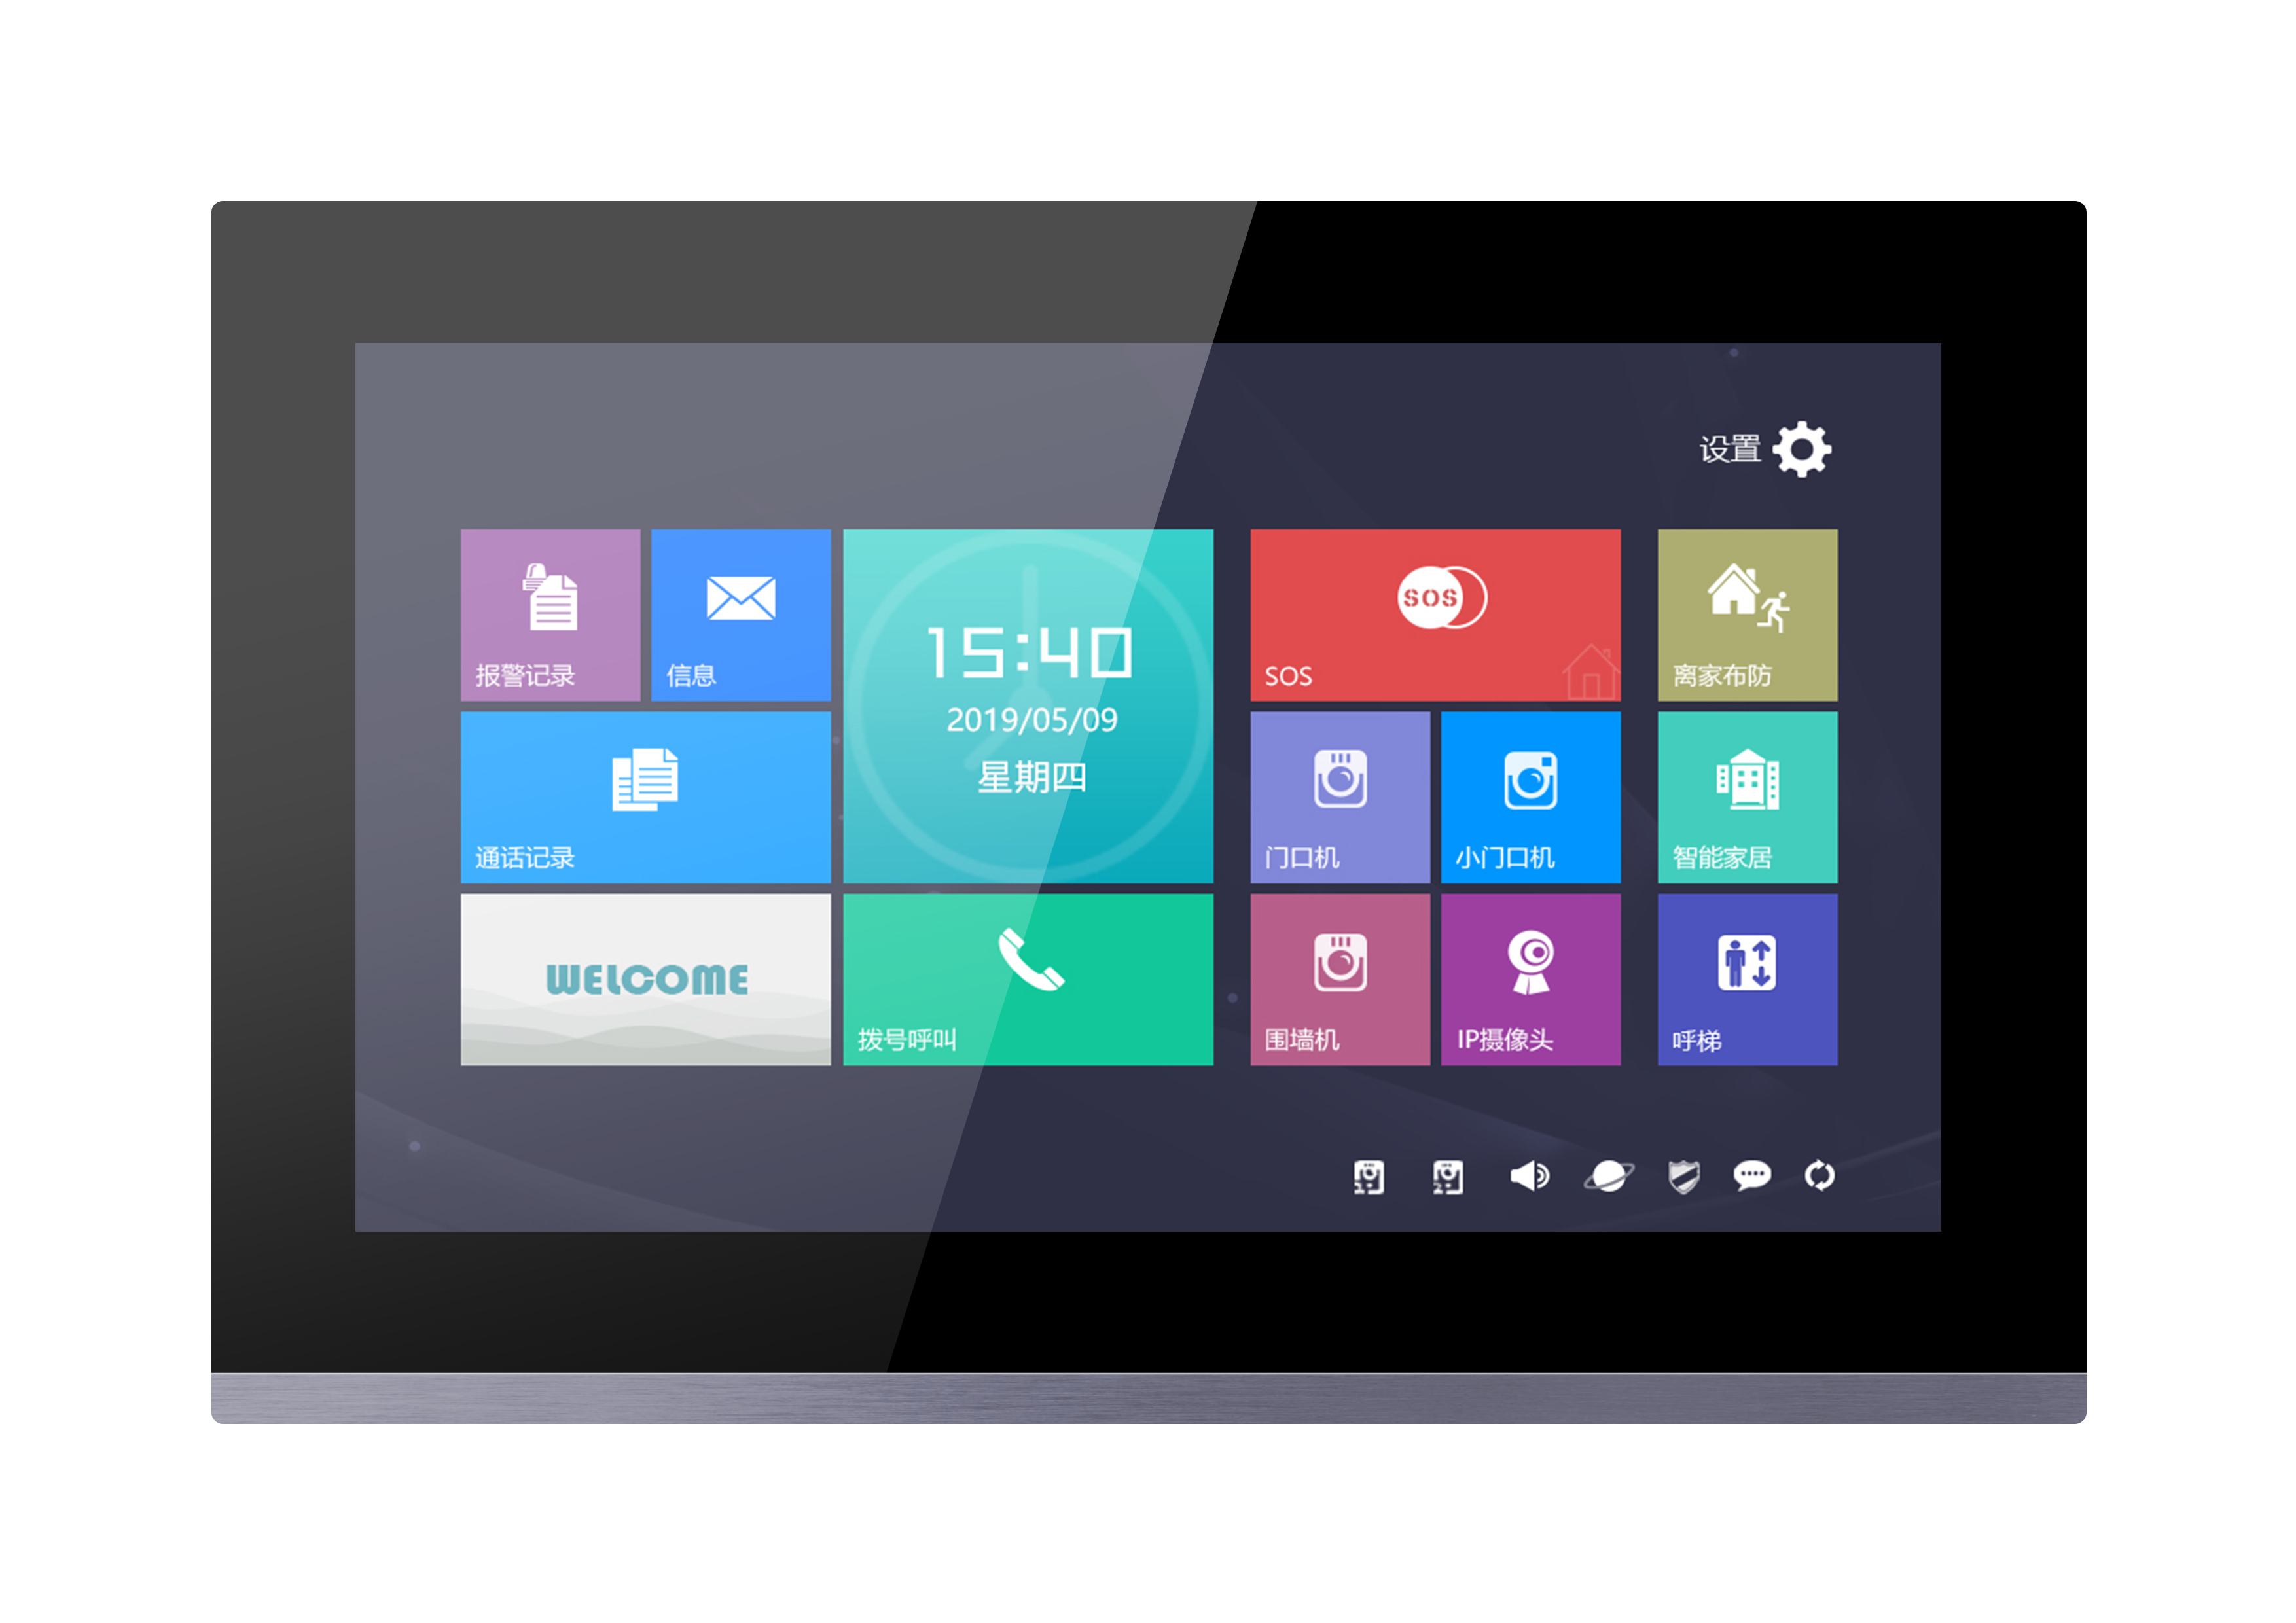 设置
报警记录
信息
15:40
2019/05/09
星期四
SOS
SOS
离家布防
通话记录
门口机
小门口机
智能家居
WELCOME
拨号呼叫
围墙机
IP摄像头
呼梯